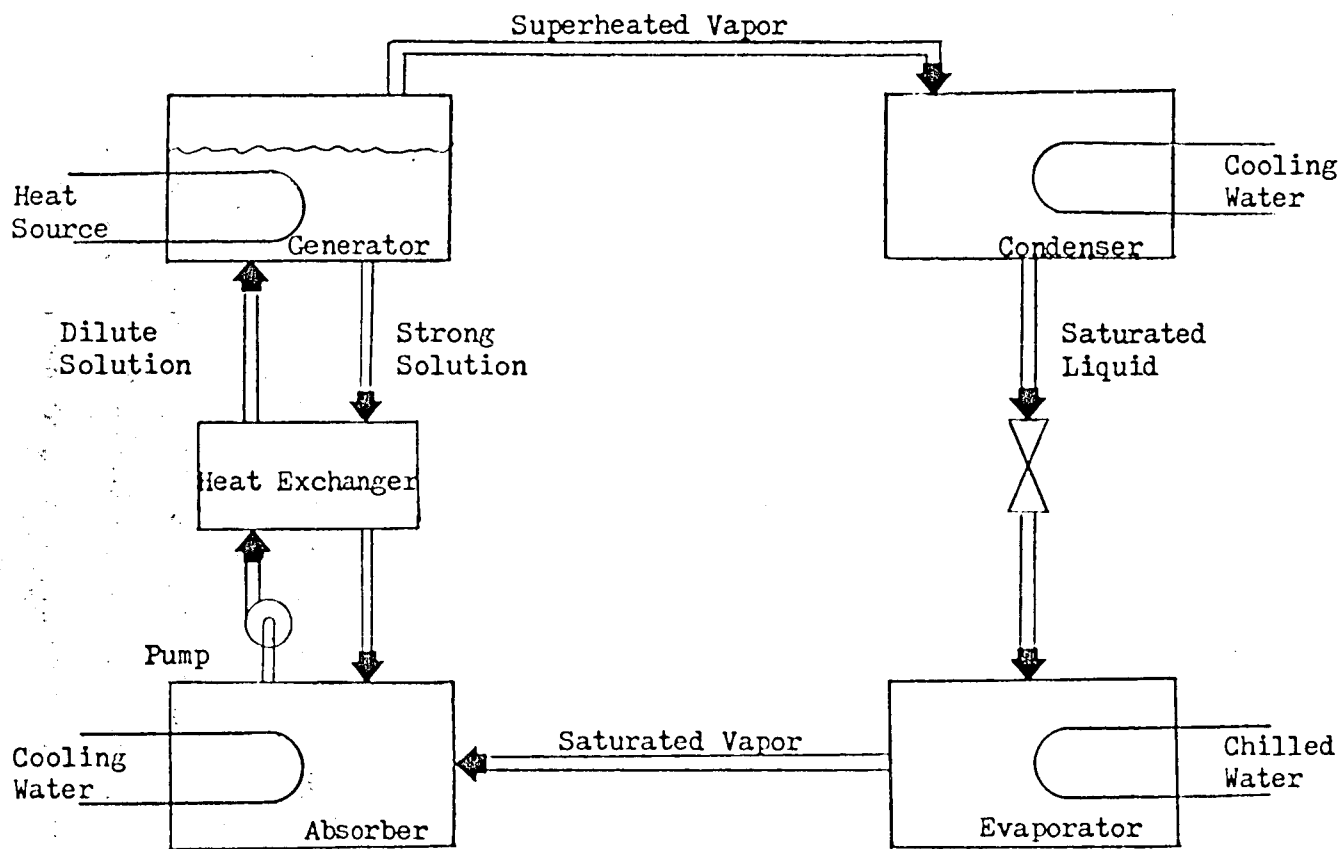 Superheated Vapor
Heat
Source
Generator
Cooling
Water
Condenser
Dilute
Solution
Strong
Solution
Saturated
Liquid
Heat Exchanger
Pump
Cooling
Water
Absorber
Saturated Vapor
Chilled
Water
Evaporator